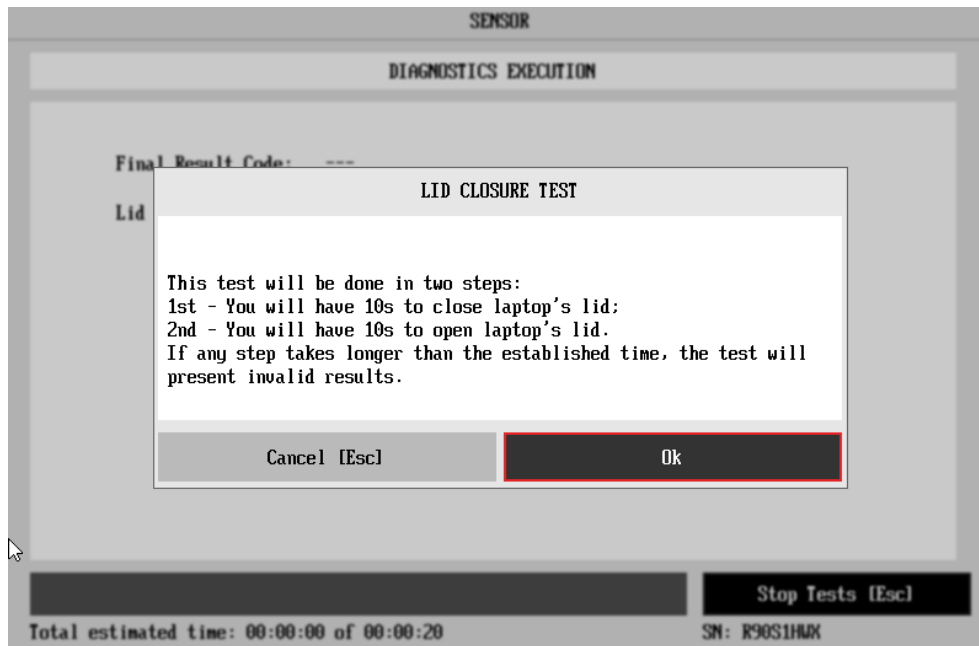 SENSOR
DIAGNOSTICS EXECUTION
Final Result Code: ---
Lid
LID CLOSURE TEST
This test will be done in two steps:
1st - You will have 10s to close laptop's lid;
2nd - You will have 10s to open laptop's lid.
If any step takes longer than the established time, the test will
present invalid results.
Cancel [Esc]
Ok
Stop Tests [Esc]
Total estimated time: 00:00:00 of 00:00:20
SN: R90S1HWX